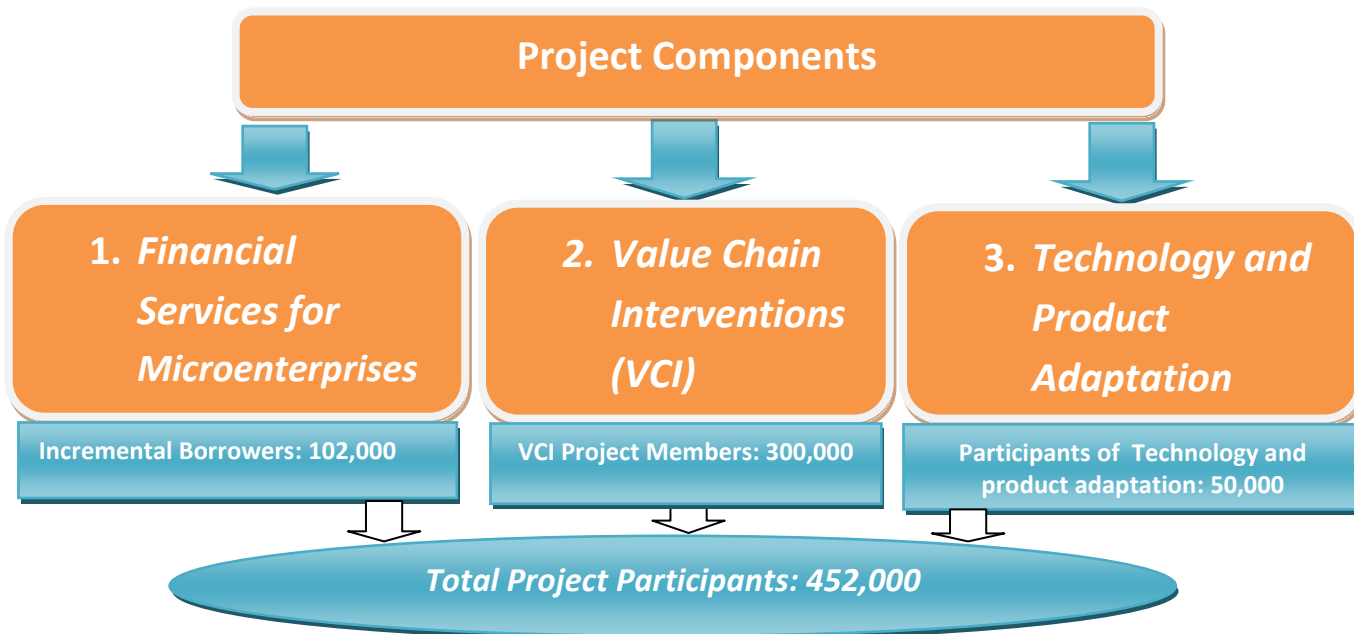 Project Components
1. Financial
Services for
Microenterprises
2. Value Chain
Interventions
(VCI)
3. Technology and
Product
Adaptation
Incremental Borrowers: 102,000
VCI Project Members: 300,000
Participants of Technology and
product adaptation: 50,000
Total Project Participants: 452,000